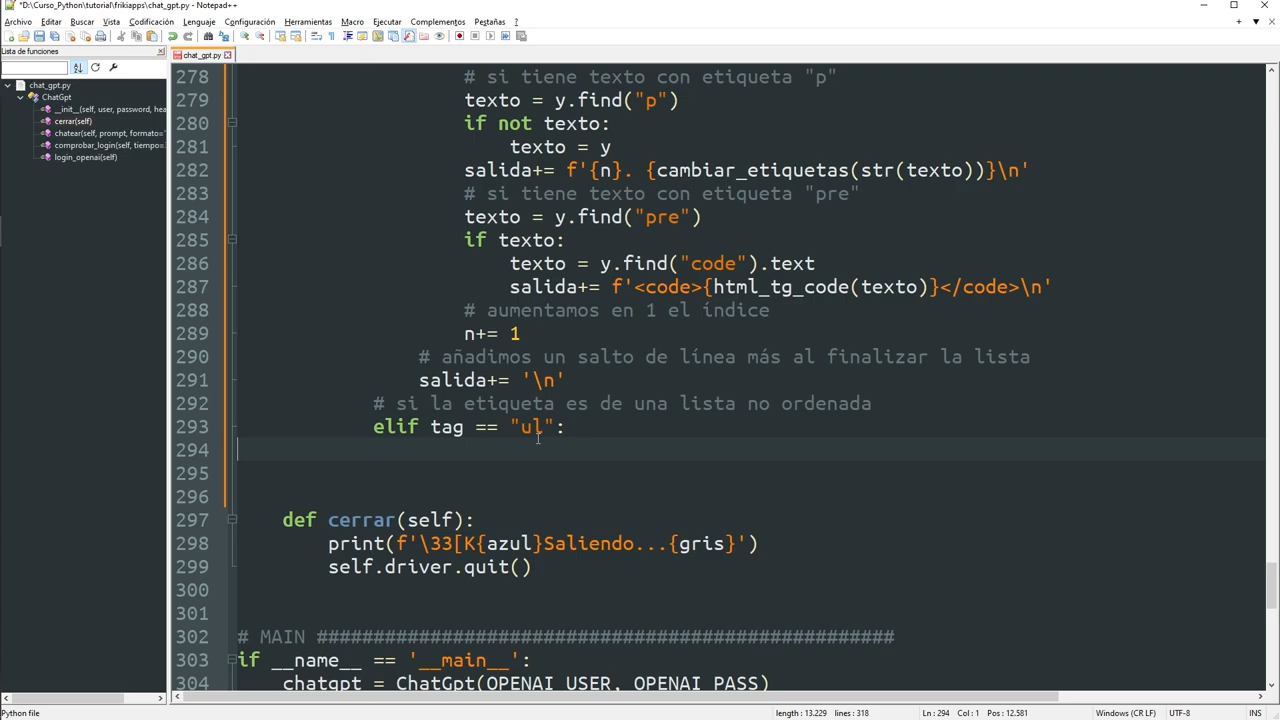 *D:\Curso_Python\tutorial\frikiapps\chat_gpt.py - Notepad++
Archivo Editar Buscar Vista Codificación Lenguaje Configuración Herramientas Macro Ejecutar Complementos Pestañas ?
Lista de funciones
chat_gpt.py
chat_gpt.py
ChatGpt
__init__(self, user, password, hea
cerrar(self)
chatear(self, prompt, formato='
comprobar_login(self, tiempo=
login_openai(self)
278 # si tiene texto con etiqueta "p"
279 texto = y.find("p")
280 if not texto:
281 texto = y
282 salida+= f'{n}. {cambiar_etiquetas(str(texto))}\n'
283 # si tiene texto con etiqueta "pre"
284 texto = y.find("pre")
285 if texto:
286 texto = y.find("code").text
287 salida+= f'<code>{html_tg_code(texto)}</code>\n'
288 # aumentamos en 1 el índice
289 n+= 1
290 # añadimos un salto de línea más al finalizar la lista
291 salida+= '\n'
292 # si la etiqueta es de una lista no ordenada
293 elif tag == "ul":
294
295
296
297 def cerrar(self):
298 print(f'\33[K{azul}Saliendo...{gris}')
299 self.driver.quit()
300
301
302 # MAIN ###################################################
303 if __name__ == '__main__':
304 chatgpt = ChatGpt(OPENAI_USER, OPENAI_PASS)
Python file length : 13.229 lines : 318 Ln : 294 Col : 1 Pos : 12.581 Windows (CR LF) UTF-8 INS